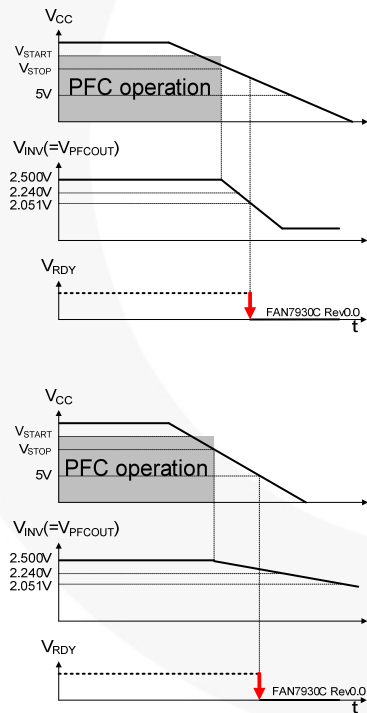 VCC
VSTART
VSTOP
PFC operation
5V
VINV(=VPFCOUT)
2.500V
2.240V
2.051V
VRDY
FAN7930C Rev0.0
t
VCC
VSTART
VSTOP
PFC operation
5V
VINV(=VPFCOUT)
2.500V
2.240V
2.051V
VRDY
FAN7930C Rev0.0
t